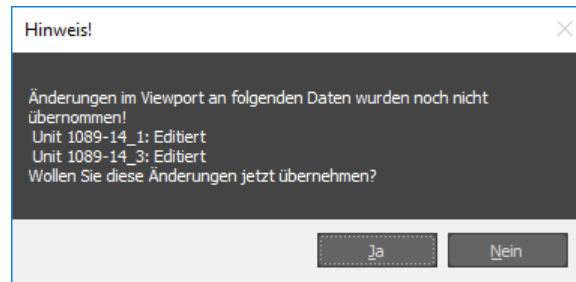 Hinweis!
Änderungen im Viewport an folgenden Daten wurden noch nicht
übernommen!
Unit 1089-14_1: Editiert
Unit 1089-14_3: Editiert
Wollen Sie diese Änderungen jetzt übernehmen?
Ja
Nein